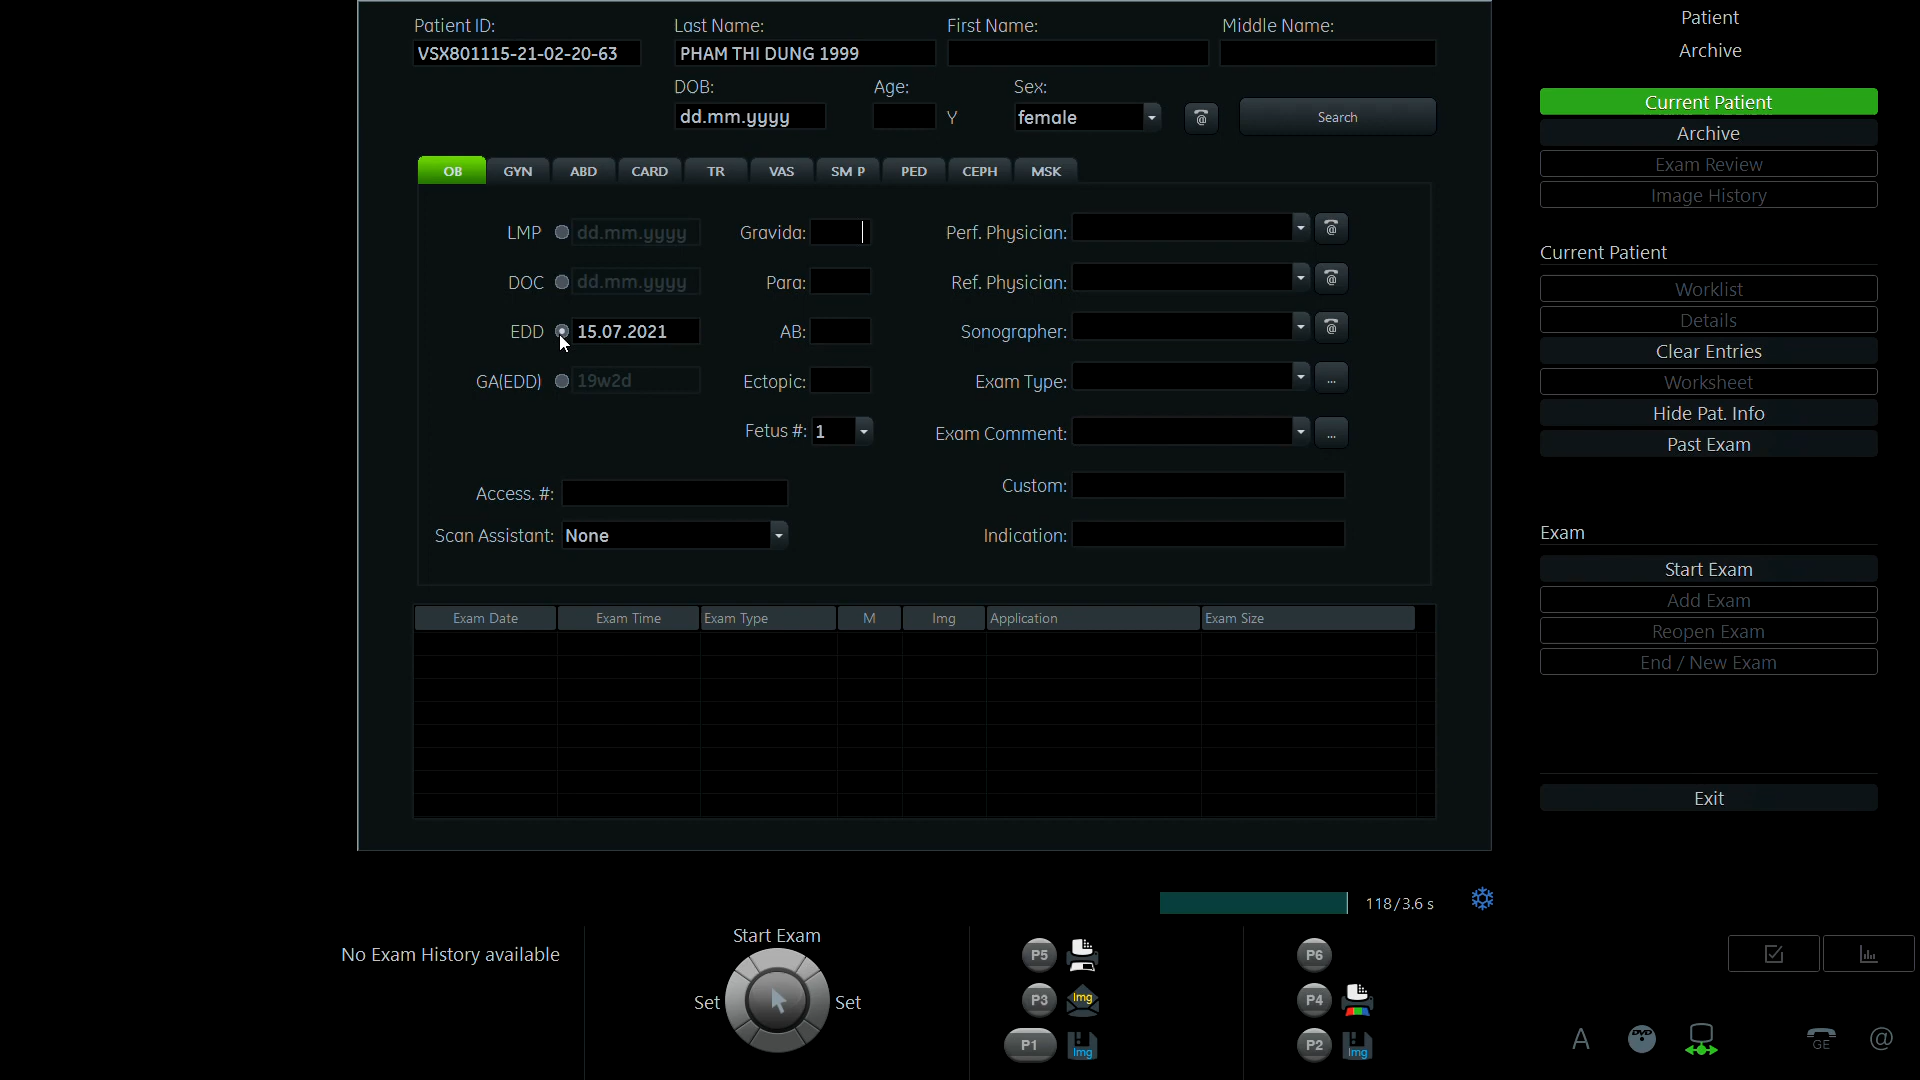 Patient ID: Last Name: First Name: Middle Name:
VSX801115-21-02-20-63 PHAM THI DUNG 1999
DOB: Age: Sex:
dd.mm.yyyy Y female @ Search
OB GYN ABD CARD TR VAS SM P PED CEPH MSK
LMP dd.mm.yyyy Gravida: Perf. Physician: @
DOC dd.mm.yyyy Para: Ref. Physician: @
EDD 15.07.2021 AB: Sonographer: @
GA(EDD) 19w2d Ectopic: Exam Type: ...
Fetus #: 1 Exam Comment: ...
Access. #: Custom:
Scan Assistant: None Indication:
Exam Date Exam Time Exam Type M Img Application Exam Size
Patient
Archive
Current Patient
Archive
Exam Review
Image History
Current Patient
Worklist
Details
Clear Entries
Worksheet
Hide Pat. Info
Past Exam
Exam
Start Exam
Add Exam
Reopen Exam
End / New Exam
Exit
118/3.6 s
No Exam History available
Start Exam
Set Set
P5 P6
P3 Img P4
P1 Img P2 Img
A DVD GE @